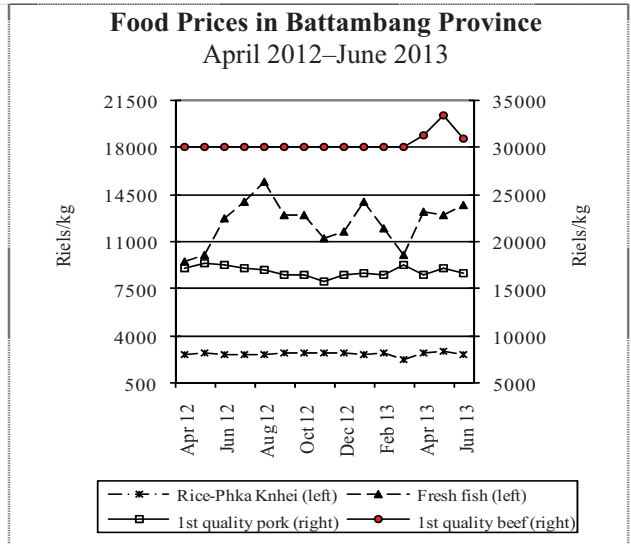 Food Prices in Battambang Province
April 2012–June 2013
21500 35000
18000 30000
14500 25000
11000 20000
7500 15000
4000 10000
500 5000
Riels/kg
Riels/kg
Apr 12
Jun 12
Aug 12
Oct 12
Dec 12
Feb 13
Apr 13
Jun 13
Rice-Phka Knhei (left) Fresh fish (left)
1st quality pork (right) 1st quality beef (right)